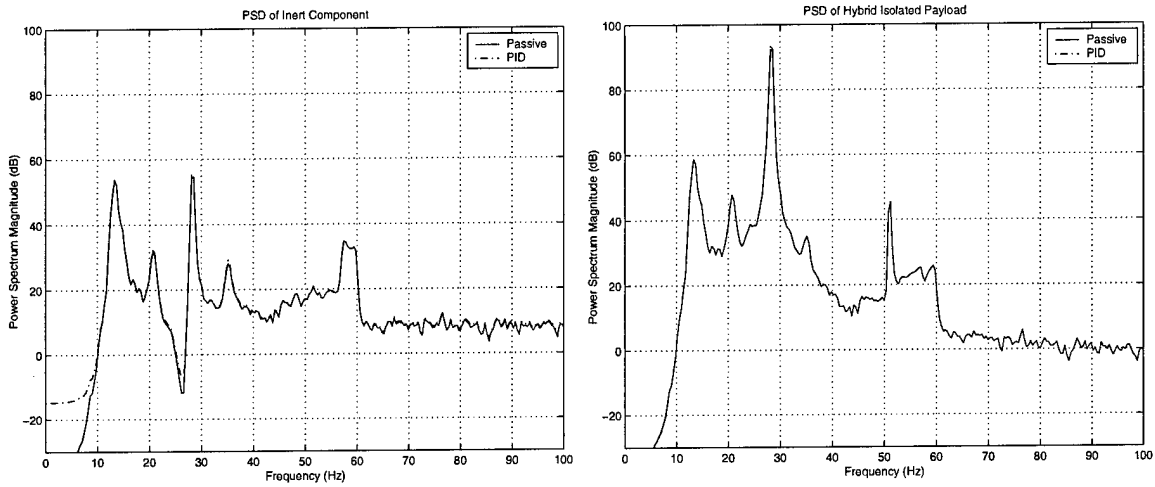 PSD of Inert Component
Passive
PID
Power Spectrum Magnitude (dB)
100
80
60
40
20
0
−20
0 10 20 30 40 50 60 70 80 90 100
Frequency (Hz)
PSD of Hybrid Isolated Payload
Passive
PID
Power Spectrum Magnitude (dB)
100
80
60
40
20
0
−20
0 10 20 30 40 50 60 70 80 90 100
Frequency (Hz)